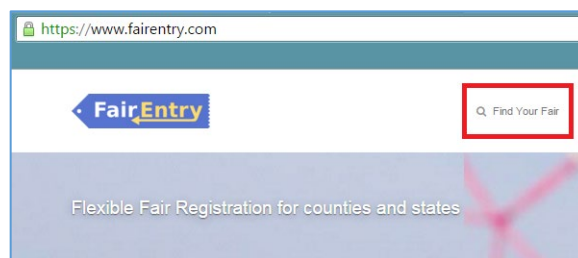 https://www.fairentry.com
FairEntry
Find Your Fair
Flexible Fair Registration for counties and states